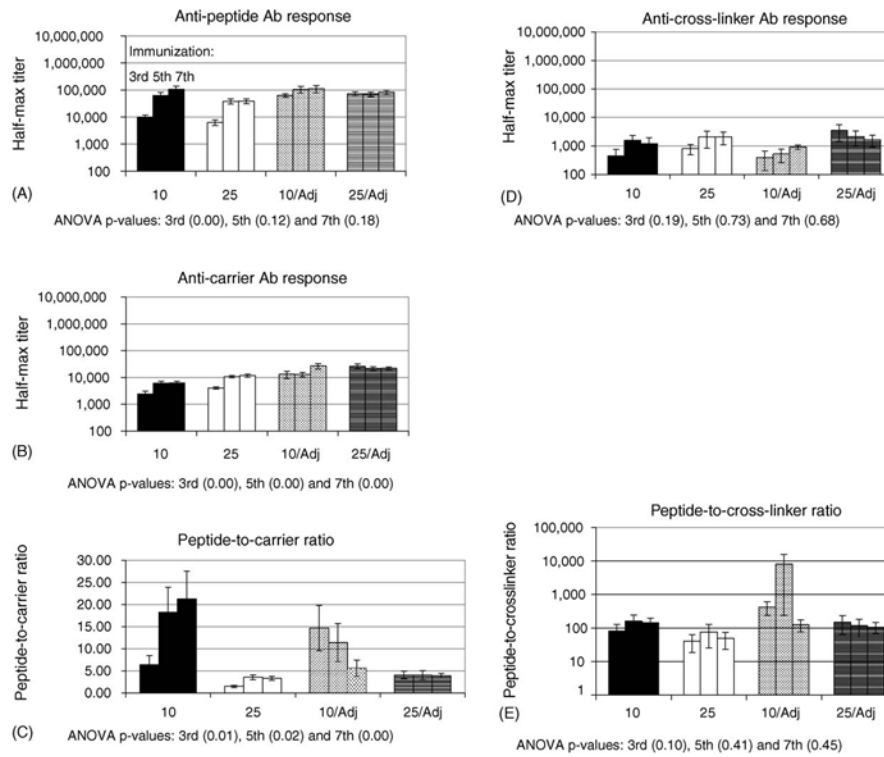 Anti-peptide Ab response
Half-max titer
10,000,000
1,000,000
100,000
10,000
1,000
100
Immunization:
3rd 5th 7th
10 25 10/Adj 25/Adj
(A)
ANOVA p-values: 3rd (0.00), 5th (0.12) and 7th (0.18)
Anti-cross-linker Ab response
Half-max titer
10,000,000
1,000,000
100,000
10,000
1,000
100
10 25 10/Adj 25/Adj
(D)
ANOVA p-values: 3rd (0.19), 5th (0.73) and 7th (0.68)
Anti-carrier Ab response
Half-max titer
10,000,000
1,000,000
100,000
10,000
1,000
100
10 25 10/Adj 25/Adj
(B)
ANOVA p-values: 3rd (0.00), 5th (0.00) and 7th (0.00)
Peptide-to-carrier ratio
Peptide-to-carrier ratio
30.00
25.00
20.00
15.00
10.00
5.00
0.00
10 25 10/Adj 25/Adj
(C)
ANOVA p-values: 3rd (0.01), 5th (0.02) and 7th (0.00)
Peptide-to-cross-linker ratio
Peptide-to-crosslinker ratio
100,000
10,000
1,000
100
10
1
10 25 10/Adj 25/Adj
(E)
ANOVA p-values: 3rd (0.10), 5th (0.41) and 7th (0.45)